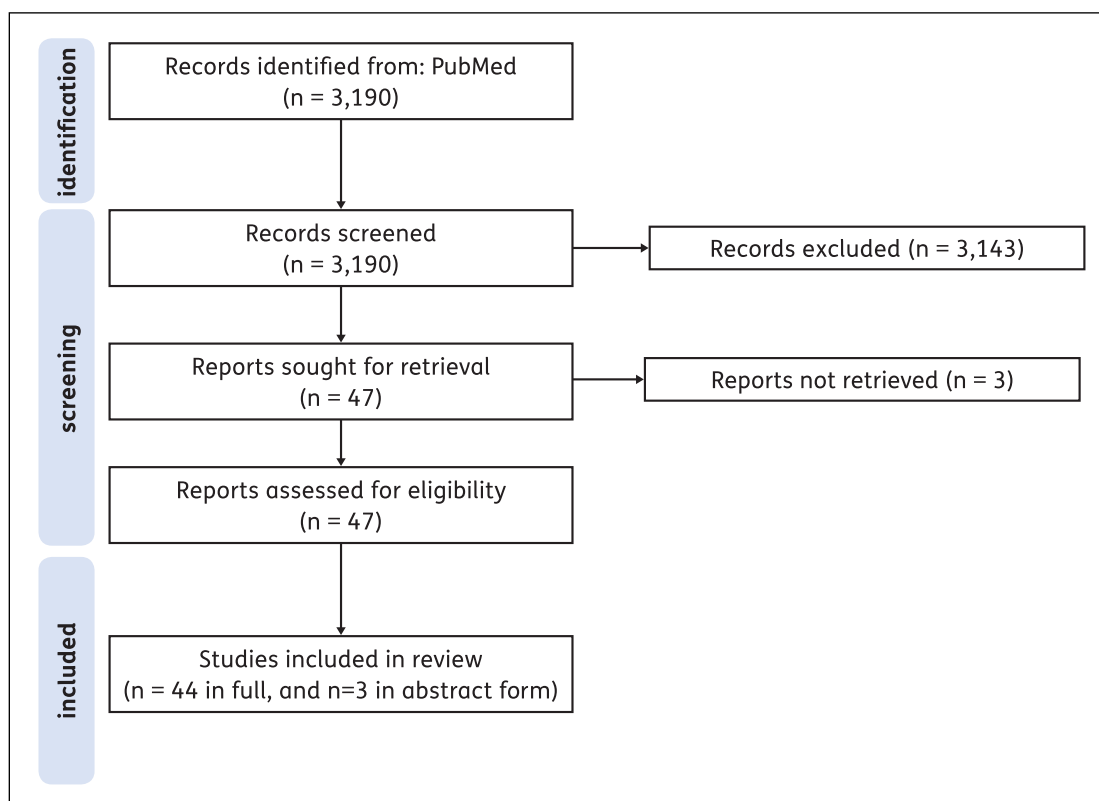 identification
Records identified from: PubMed
(n = 3,190)
screening
Records screened
(n = 3,190)
Records excluded (n = 3,143)
Reports sought for retrieval
(n = 47)
Reports not retrieved (n = 3)
Reports assessed for eligibility
(n = 47)
included
Studies included in review
(n = 44 in full, and n=3 in abstract form)